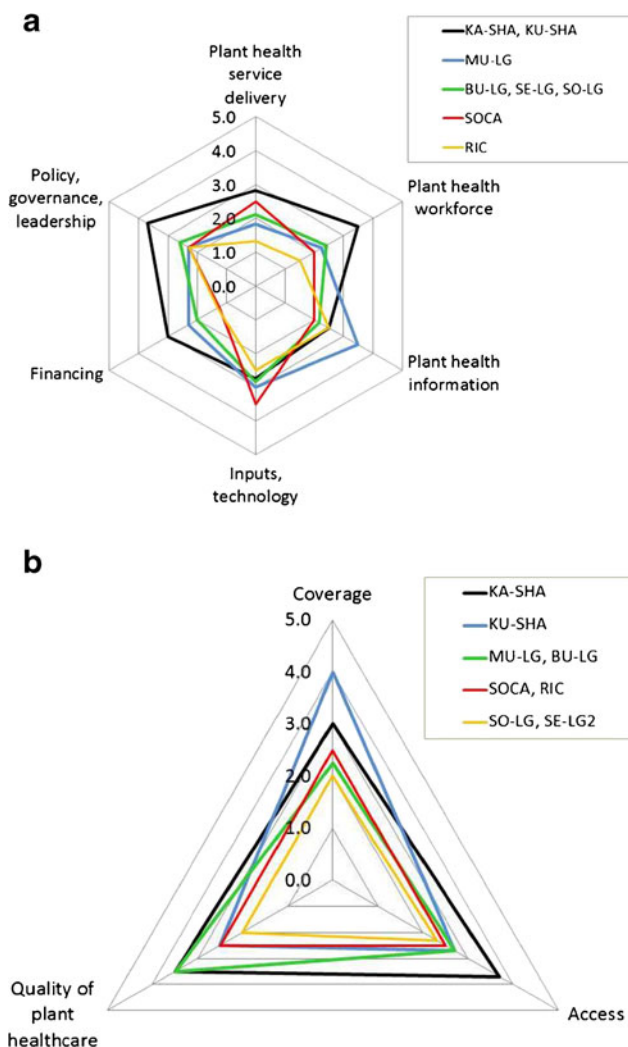 a
Plant health
service
delivery
KA-SHA, KU-SHA
MU-LG
BU-LG, SE-LG, SO-LG
SOCA
RIC
5.0
4.0
3.0
2.0
1.0
0.0
Policy,
governance,
leadership
Plant health
workforce
Financing
Plant health
information
Inputs,
technology
b
Coverage
KA-SHA
KU-SHA
MU-LG, BU-LG
SOCA, RIC
SO-LG, SE-LG2
5.0
4.0
3.0
2.0
1.0
0.0
Quality of
plant
healthcare
Access